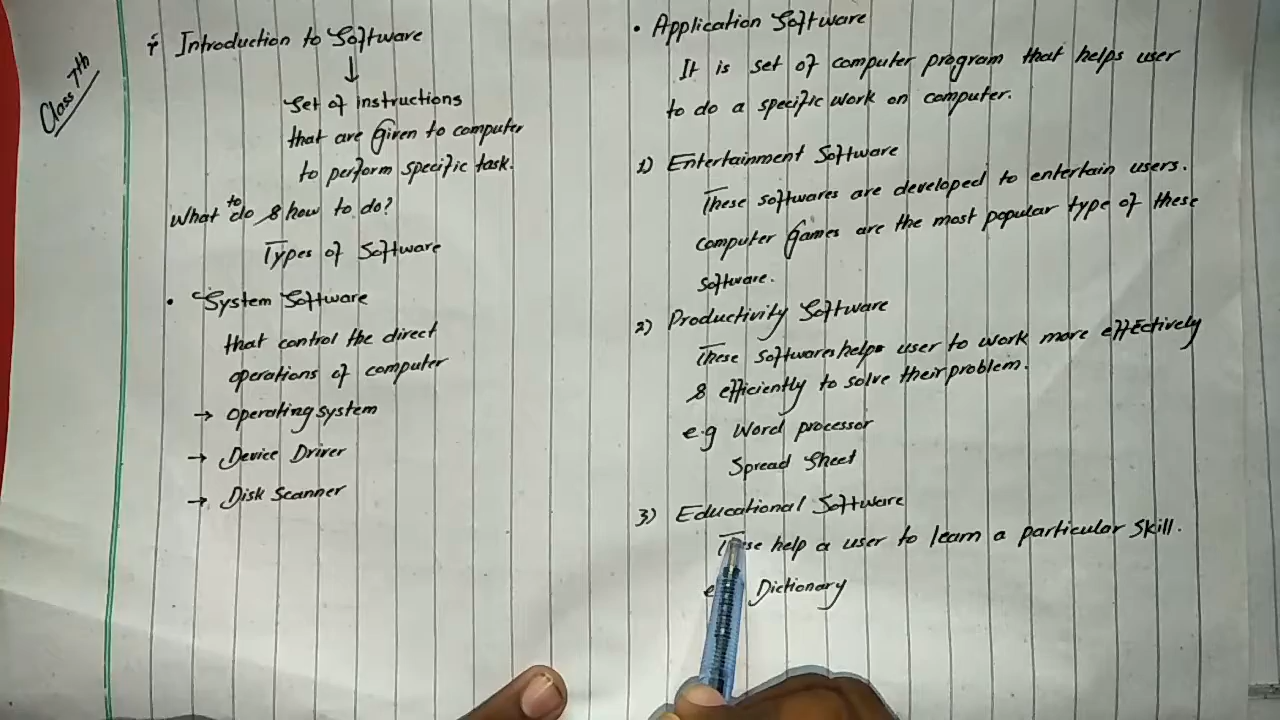 Class 7th
Introduction to Software
Set of instructions
that are Given to computer
to perform specific task.
What to do & how to do?
Types of Software
• System Software
that control the direct
operations of computer
→ Operating system
→ Device Driver
→ Disk Scanner
• Application Software
It is set of computer program that helps user
to do a specific work on computer.
1) Entertainment Software
These softwares are developed to entertain users.
computer Games are the most popular type of these
software.
2) Productivity Software
These Softwares helps user to work more effectively
& efficiently to solve their problem.
e.g Word processor
Spread Sheet
3) Educational Software
These help a user to learn a particular Skill.
Dictionary